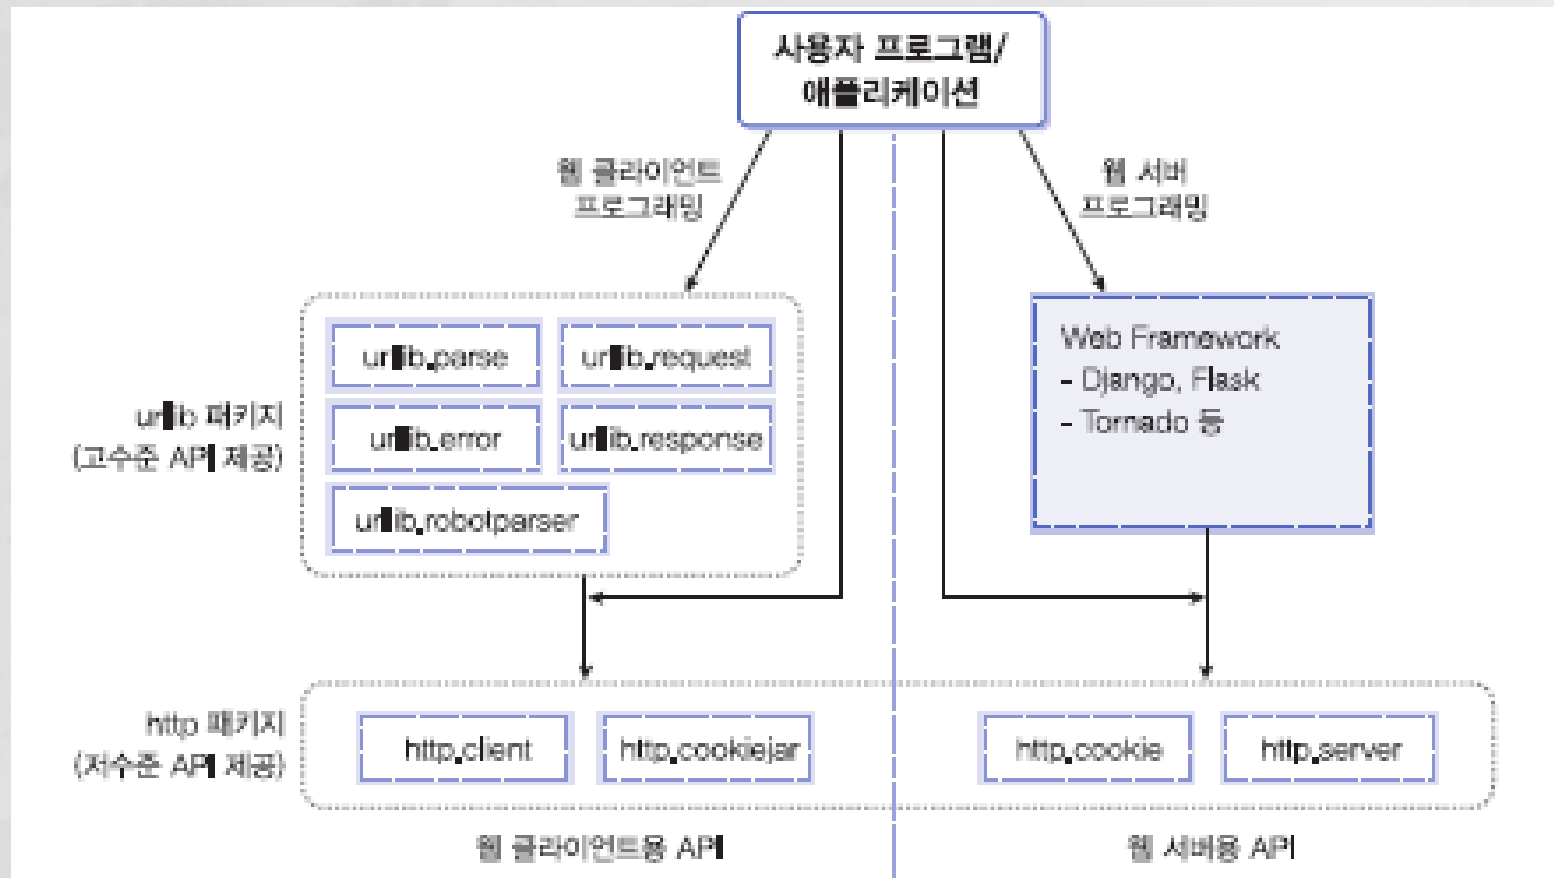 사용자 프로그램/
애플리케이션
웹 클라이언트
프로그래밍
웹 서버
프로그래밍
urllib 패키지
(고수준 API 제공)
urllib.parse
urllib.request
urllib.error
urllib.response
urllib.robotparser
Web Framework
- Django, Flask
- Tornado 등
http 패키지
(저수준 API 제공)
http.client
http.cookiejar
http.cookie
http.server
웹 클라이언트용 API
웹 서버용 API